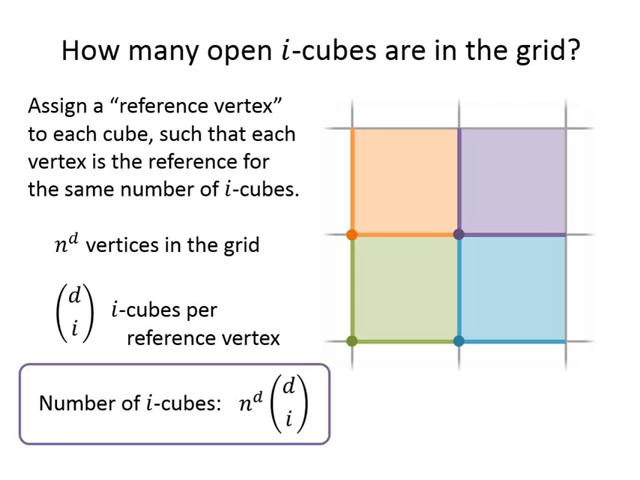 How many open 𝑖-cubes are in the grid?
Assign a “reference vertex”
to each cube, such that each
vertex is the reference for
the same number of 𝑖-cubes.
𝑛ᵈ vertices in the grid
(𝑑 𝑖) 𝑖-cubes per
reference vertex
Number of 𝑖-cubes: 𝑛ᵈ (𝑑 𝑖)